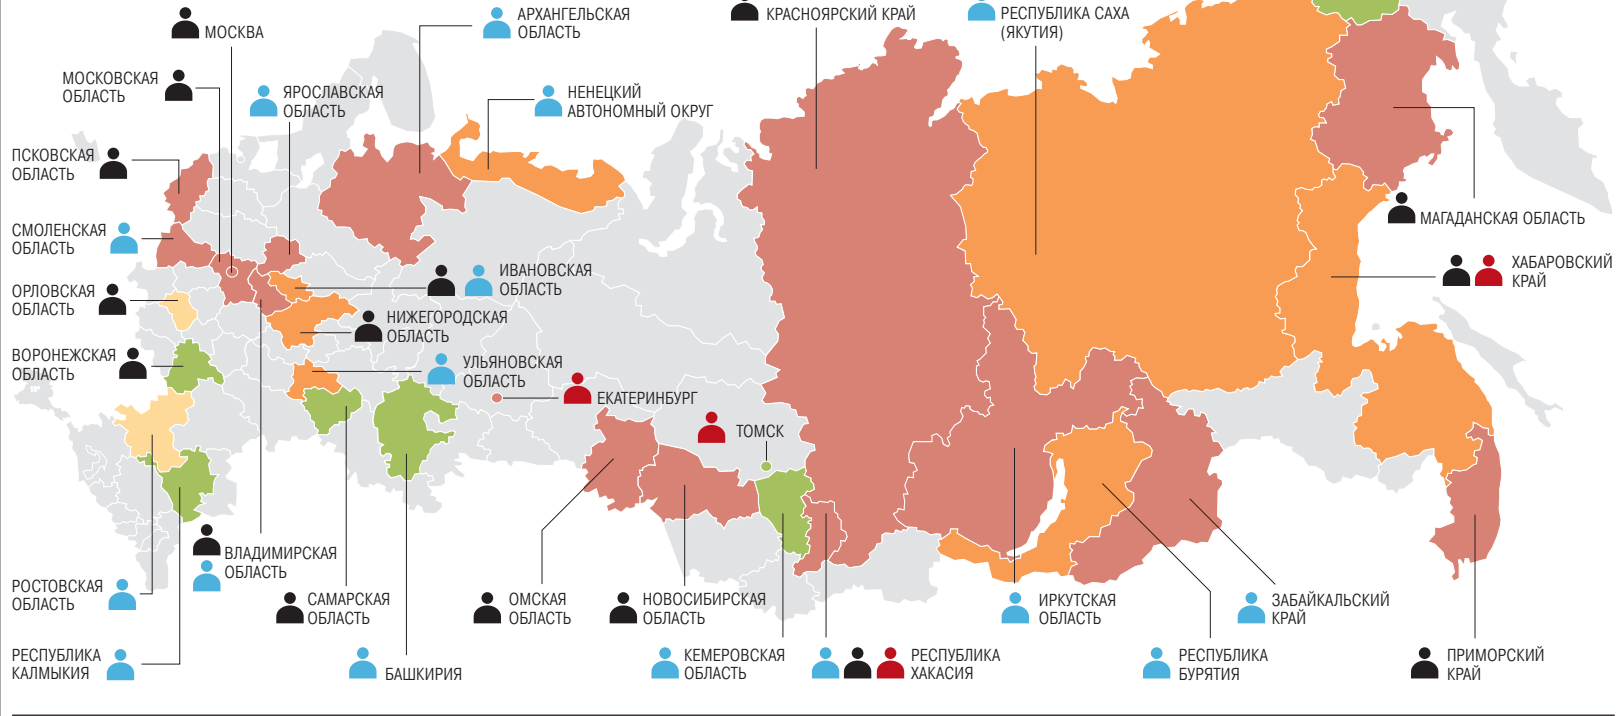 АРХАНГЕЛЬСКАЯ
ОБЛАСТЬ
КРАСНОЯРСКИЙ КРАЙ
РЕСПУБЛИКА САХА
(ЯКУТИЯ)
МОСКВА
МОСКОВСКАЯ
ОБЛАСТЬ
ЯРОСЛАВСКАЯ
ОБЛАСТЬ
НЕНЕЦКИЙ
АВТОНОМНЫЙ ОКРУГ
ПСКОВСКАЯ
ОБЛАСТЬ
МАГАДАНСКАЯ ОБЛАСТЬ
СМОЛЕНСКАЯ
ОБЛАСТЬ
ИВАНОВСКАЯ
ОБЛАСТЬ
ХАБАРОВСКИЙ
КРАЙ
ОРЛОВСКАЯ
ОБЛАСТЬ
НИЖЕГОРОДСКАЯ
ОБЛАСТЬ
ВОРОНЕЖСКАЯ
ОБЛАСТЬ
УЛЬЯНОВСКАЯ
ОБЛАСТЬ
ЕКАТЕРИНБУРГ
ТОМСК
ВЛАДИМИРСКАЯ
ОБЛАСТЬ
РОСТОВСКАЯ
ОБЛАСТЬ
САМАРСКАЯ
ОБЛАСТЬ
ОМСКАЯ
ОБЛАСТЬ
НОВОСИБИРСКАЯ
ОБЛАСТЬ
ИРКУТСКАЯ
ОБЛАСТЬ
ЗАБАЙКАЛЬСКИЙ
КРАЙ
РЕСПУБЛИКА
КАЛМЫКИЯ
БАШКИРИЯ
КЕМЕРОВСКАЯ
ОБЛАСТЬ
РЕСПУБЛИКА
ХАКАСИЯ
РЕСПУБЛИКА
БУРЯТИЯ
ПРИМОРСКИЙ
КРАЙ